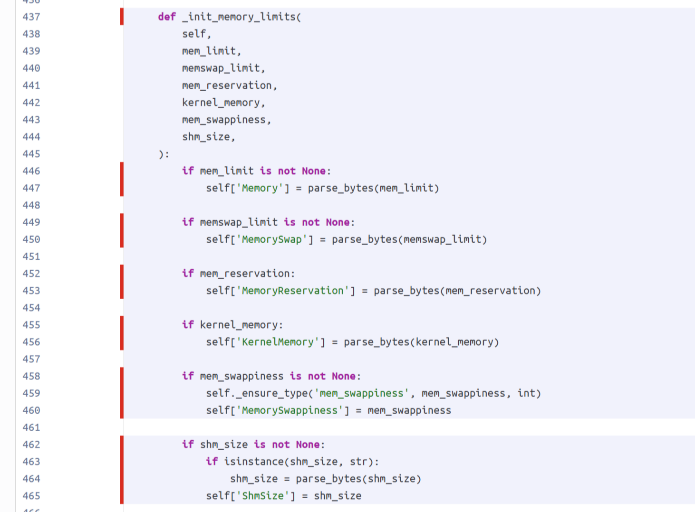 437 def _init_memory_limits(
438 self,
439 mem_limit,
440 memswap_limit,
441 mem_reservation,
442 kernel_memory,
443 mem_swappiness,
444 shm_size,
445 ):
446 if mem_limit is not None:
447 self['Memory'] = parse_bytes(mem_limit)
448
449 if memswap_limit is not None:
450 self['MemorySwap'] = parse_bytes(memswap_limit)
451
452 if mem_reservation:
453 self['MemoryReservation'] = parse_bytes(mem_reservation)
454
455 if kernel_memory:
456 self['KernelMemory'] = parse_bytes(kernel_memory)
457
458 if mem_swappiness is not None:
459 self._ensure_type('mem_swappiness', mem_swappiness, int)
460 self['MemorySwappiness'] = mem_swappiness
461
462 if shm_size is not None:
463 if isinstance(shm_size, str):
464 shm_size = parse_bytes(shm_size)
465 self['ShmSize'] = shm_size